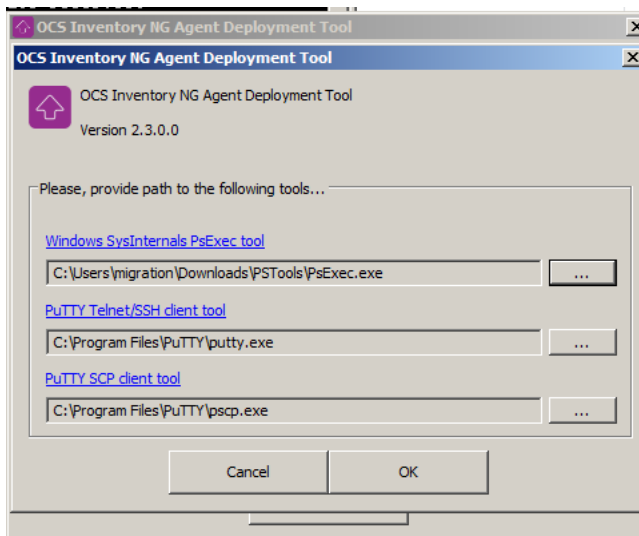 OCS Inventory NG Agent Deployment Tool
OCS Inventory NG Agent Deployment Tool
OCS Inventory NG Agent Deployment Tool
Version 2.3.0.0
Please, provide path to the following tools...
Windows SysInternals PsExec tool
C:\Users\migration\Downloads\PSTools\PsExec.exe
...
PuTTY Telnet/SSH client tool
C:\Program Files\PuTTY\putty.exe
...
PuTTY SCP client tool
C:\Program Files\PuTTY\pscp.exe
...
Cancel
OK